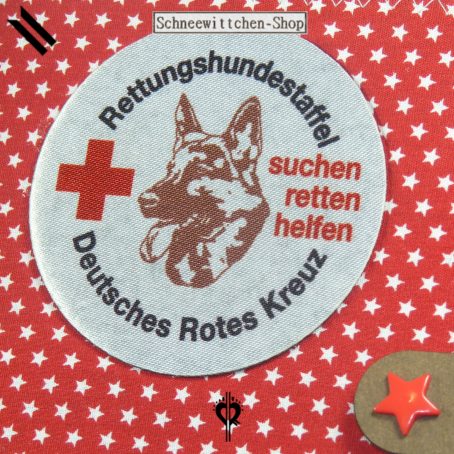 Schneewittchen-Shop
Rettungshundestaffel
suchen
retten
helfen
Deutsches Rotes Kreuz